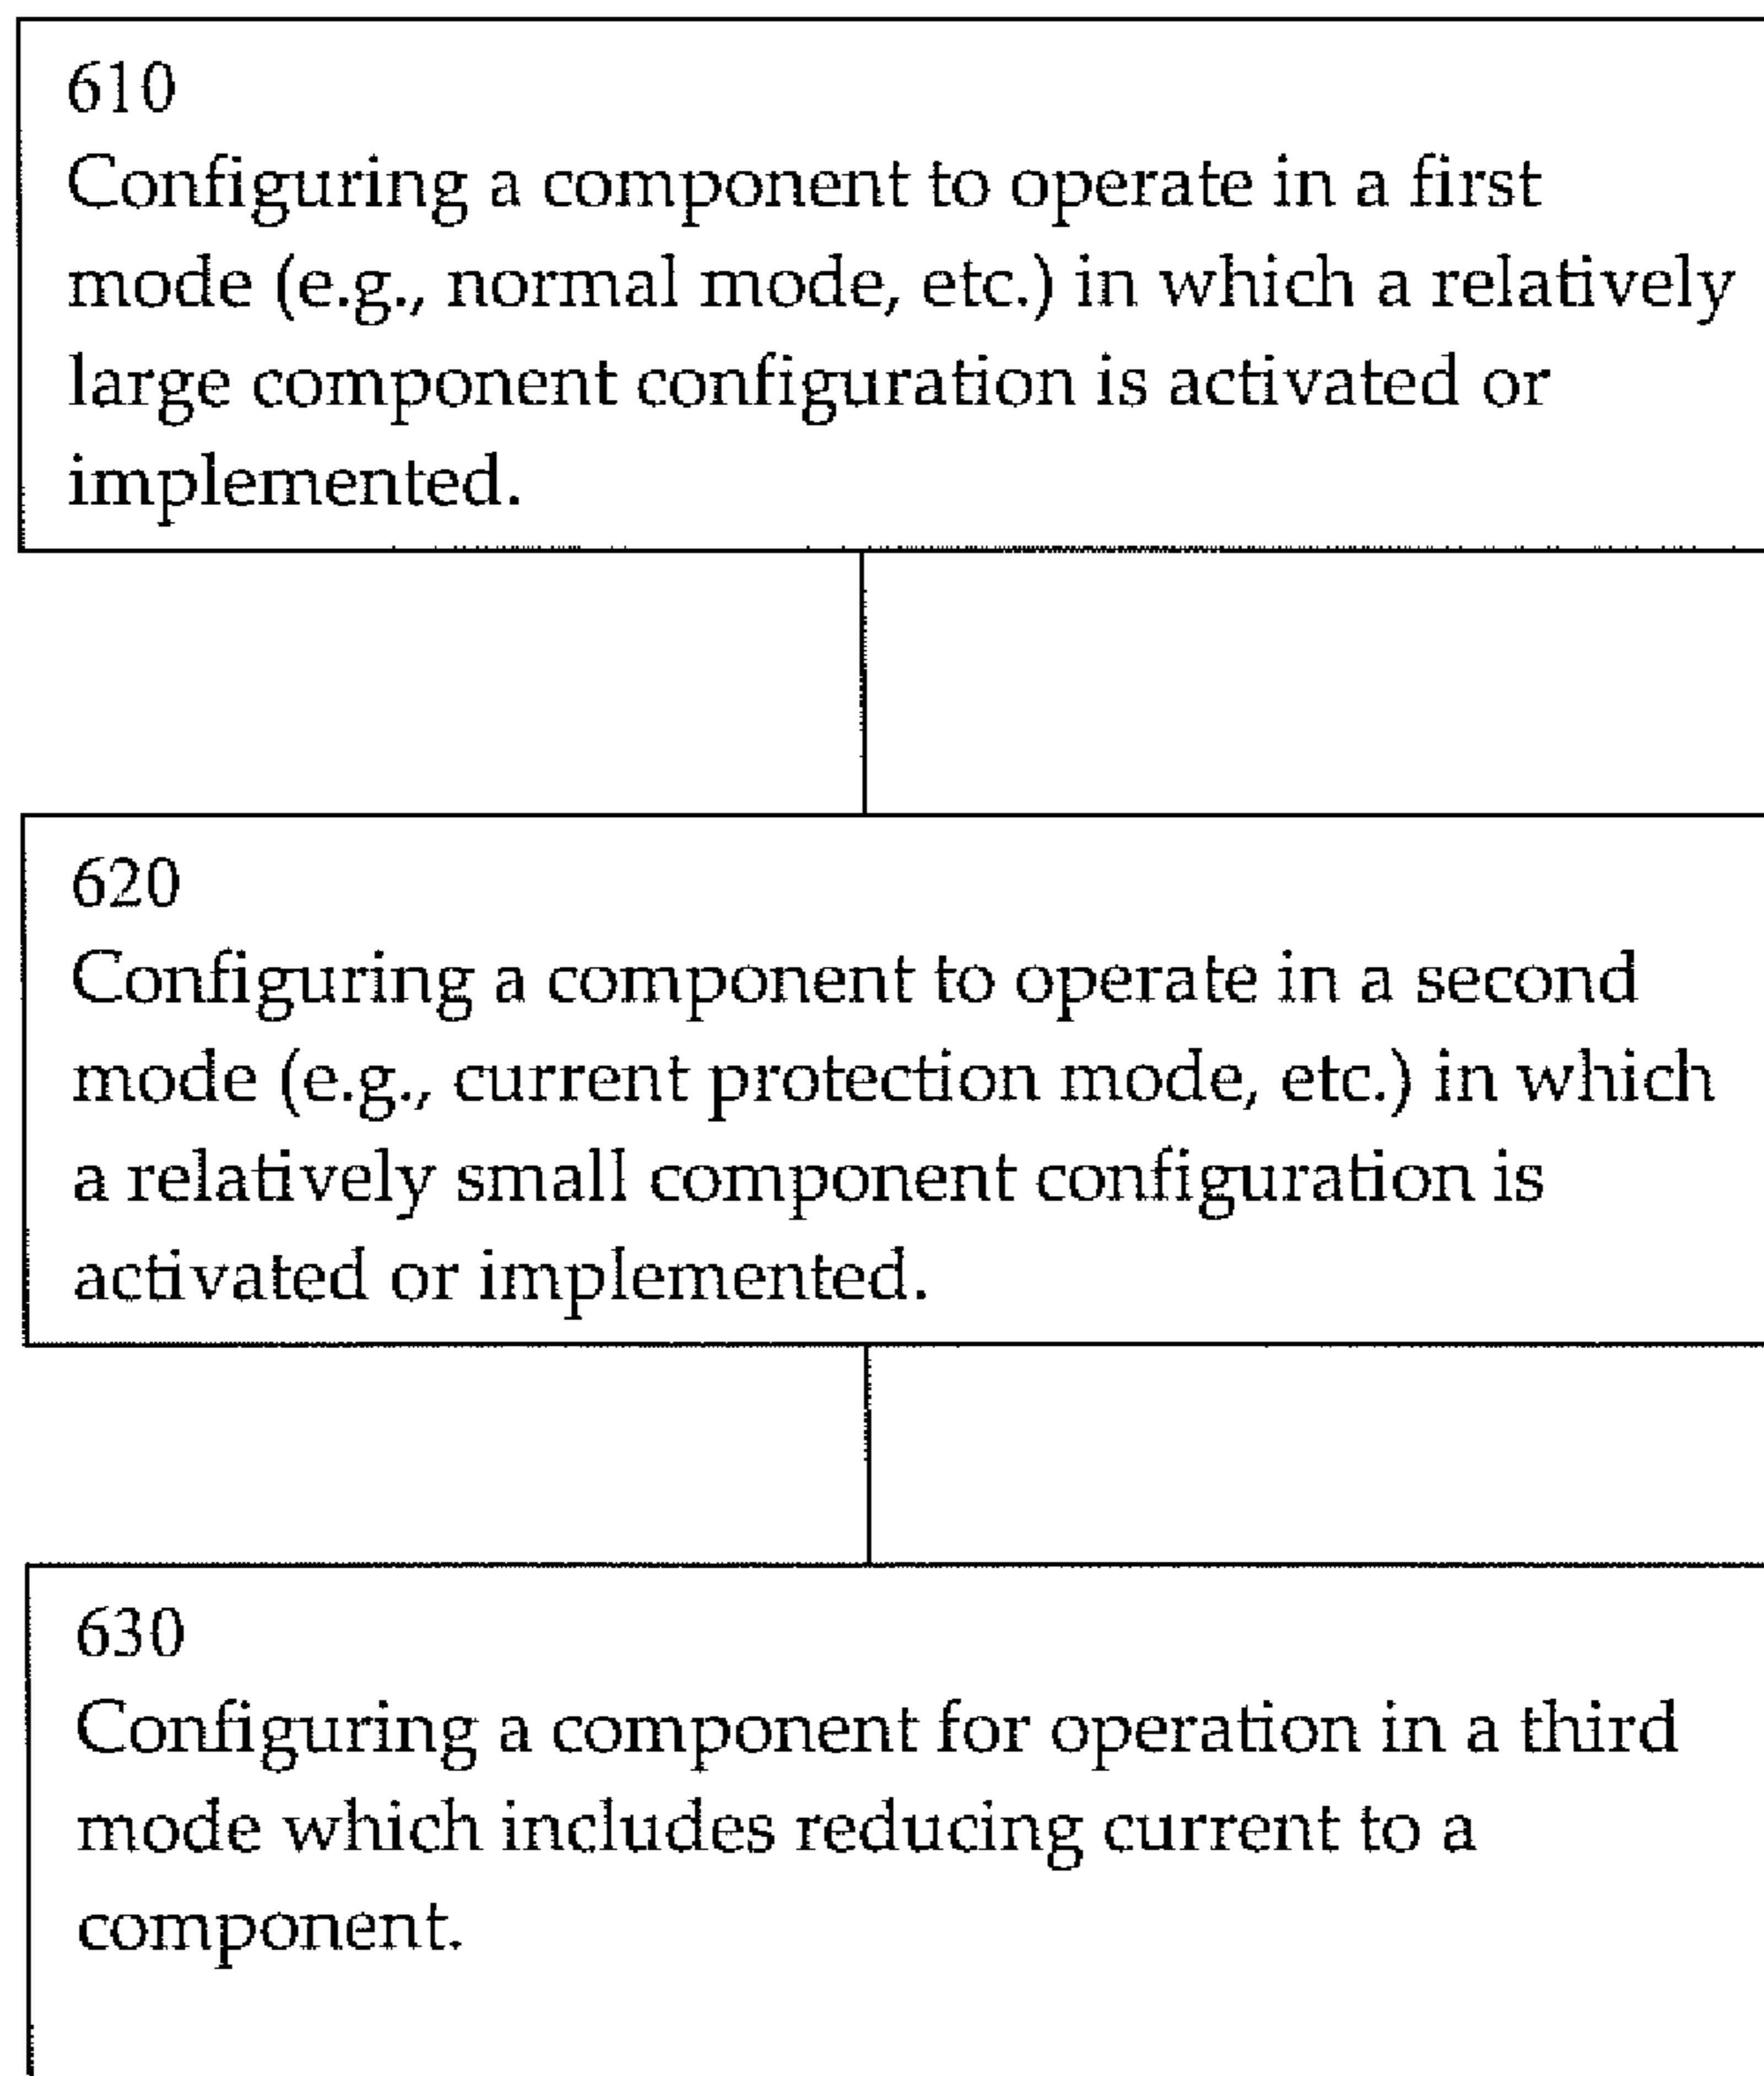 610
Configuring a component to operate in a first
mode (e.g., normal mode, etc.) in which a relatively
large component configuration is activated or
implemented.
620
Configuring a component to operate in a second
mode (e.g., current protection mode, etc.) in which
a relatively small component configuration is
activated or implemented.
630
Configuring a component for operation in a third
mode which includes reducing current to a
component.